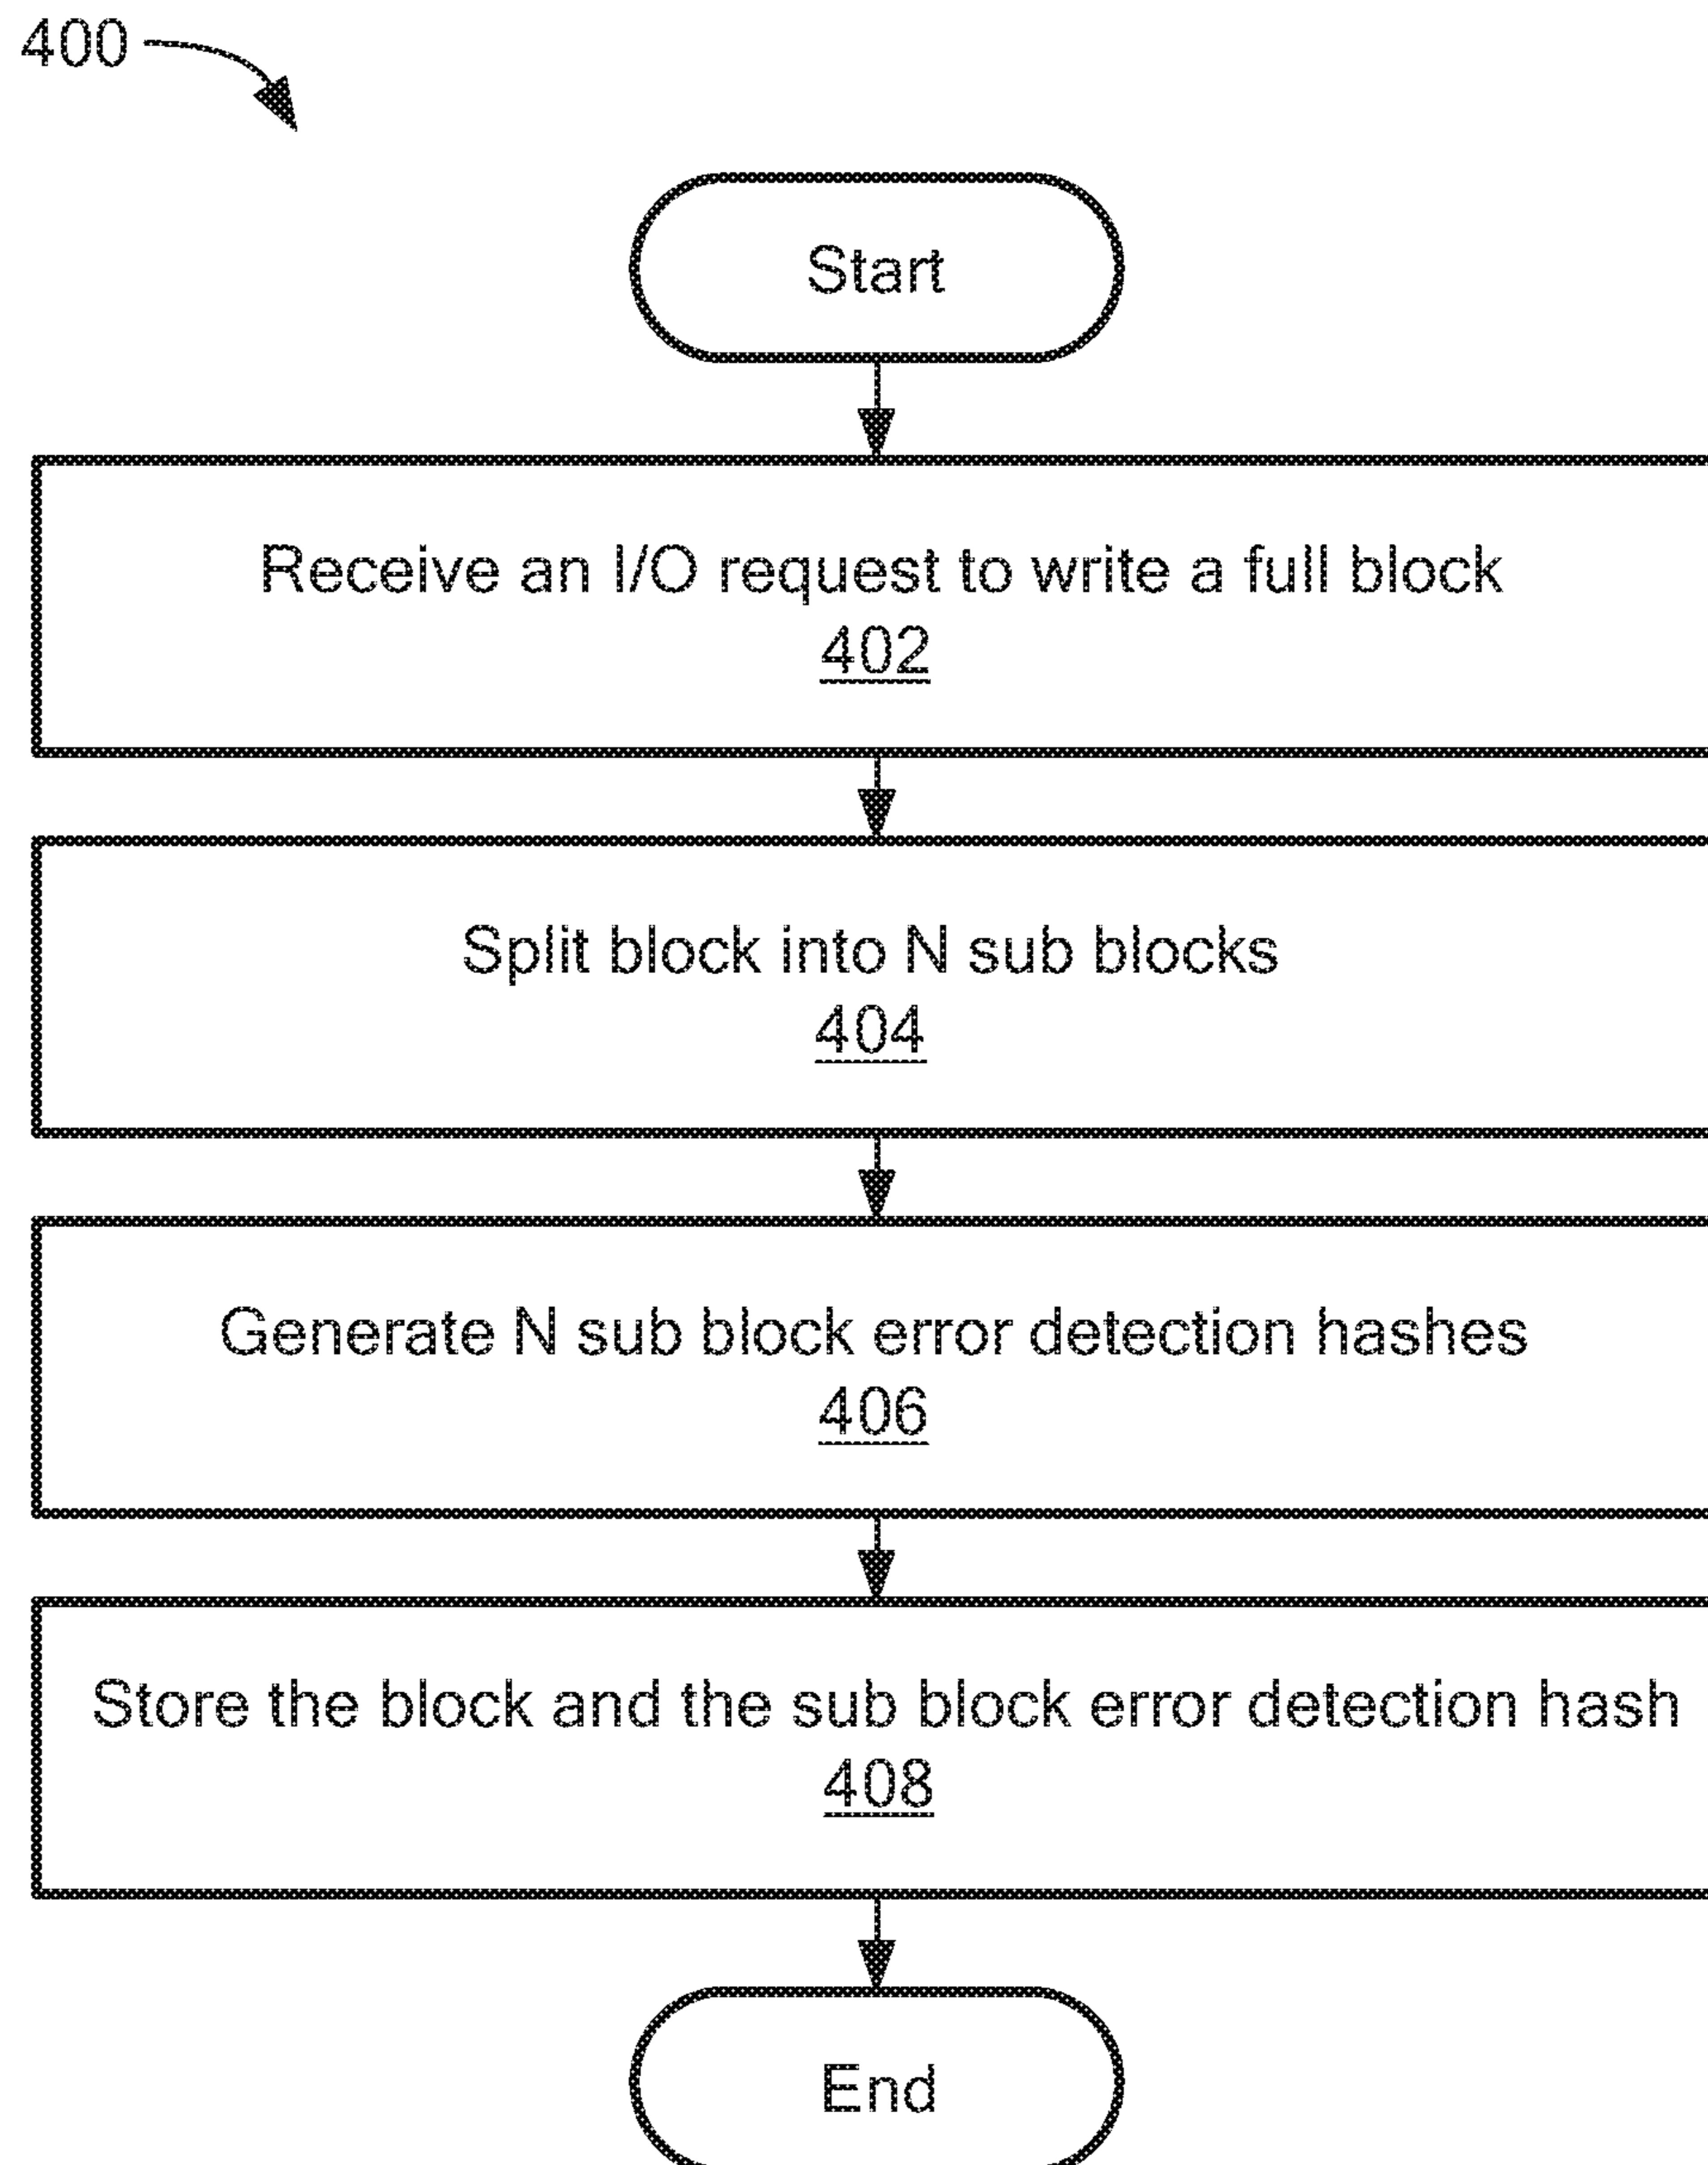 400
Start
Receive an I/O request to write a full block
402
Split block into N sub blocks
404
Generate N sub block error detection hashes
406
Store the block and the sub block error detection hash
408
End